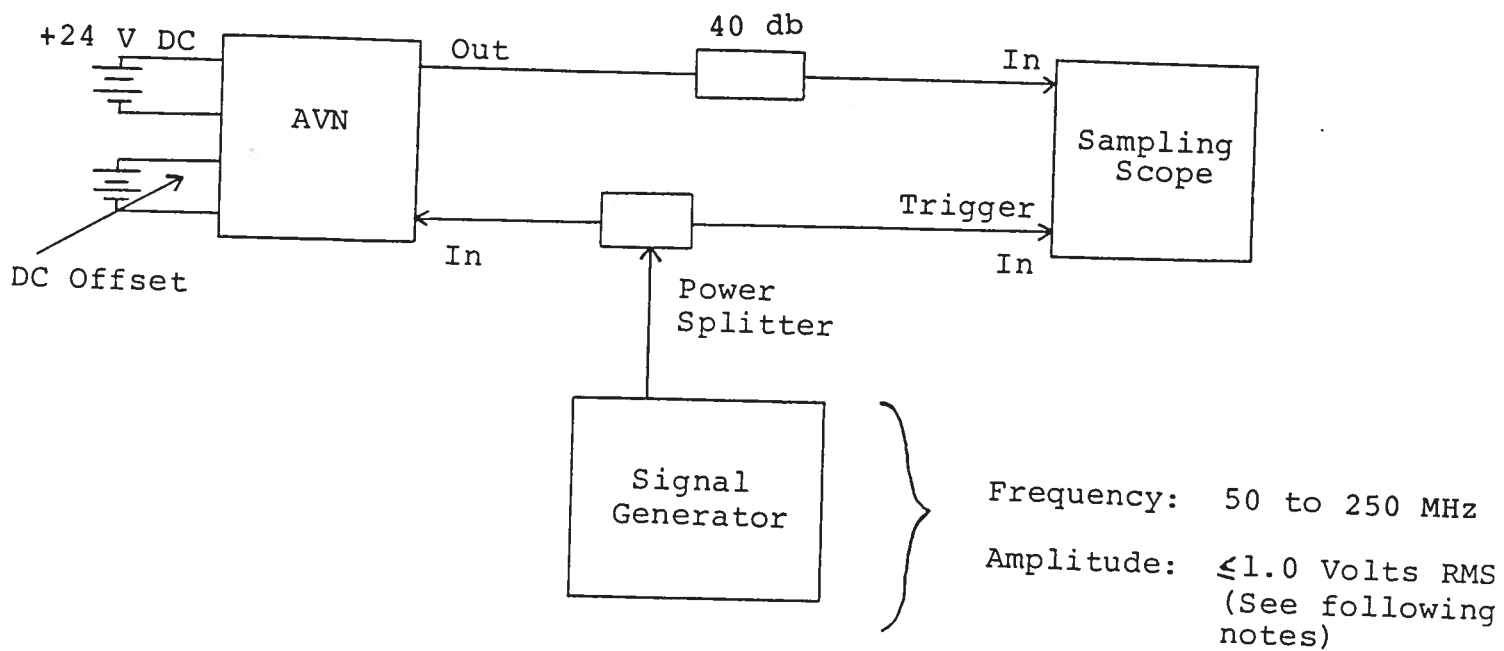 +24 V DC
AVN
Out
40 db
In
Sampling
Scope
Trigger
In
In
DC Offset
Power
Splitter
Signal
Generator
Frequency: 50 to 250 MHz
Amplitude: ≤1.0 Volts RMS
(See following
notes)